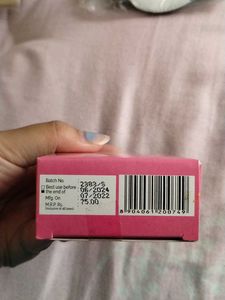 Batch No. 2303/S
Best use before 06/2024
the end of
Mfg. On 07/2022
M.R.P. Rs. 75.00
(Inclusive of all taxes)
8 904061 200749